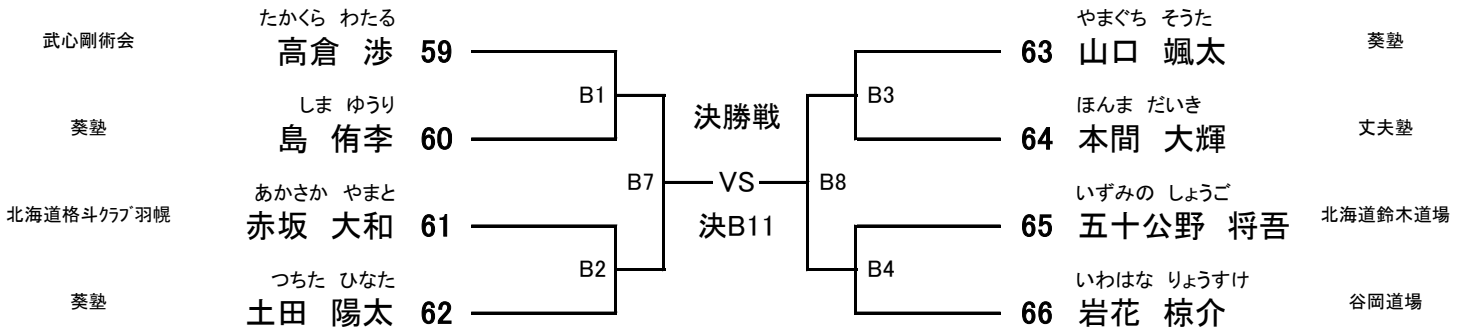 たかくら わたる
武心剛術会 高倉 渉 59
B1
しま ゆうり
葵塾 島 侑李 60
B7
あかさか やまと
北海道格斗ｸﾗﾌﾞ羽幌 赤坂 大和 61
B2
つちた ひなた
葵塾 土田 陽太 62
決勝戦
VS
決B11
やまぐち そうた
63 山口 颯太 葵塾
B3
ほんま だいき
64 本間 大輝 丈夫塾
B8
いずみの しょうご
65 五十公野 将吾 北海道鈴木道場
B4
いわはな りょうすけ
66 岩花 椋介 谷岡道場